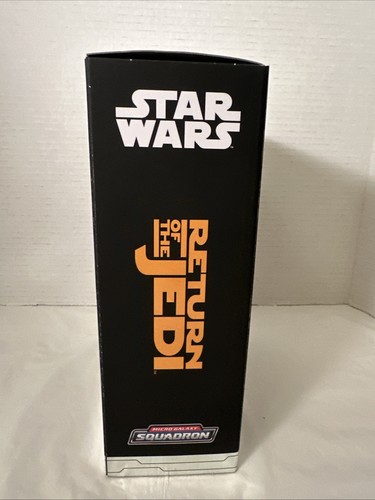 STAR
WARS
RETURN
OF THE
JEDI
MICRO GALAXY
SQUADRON